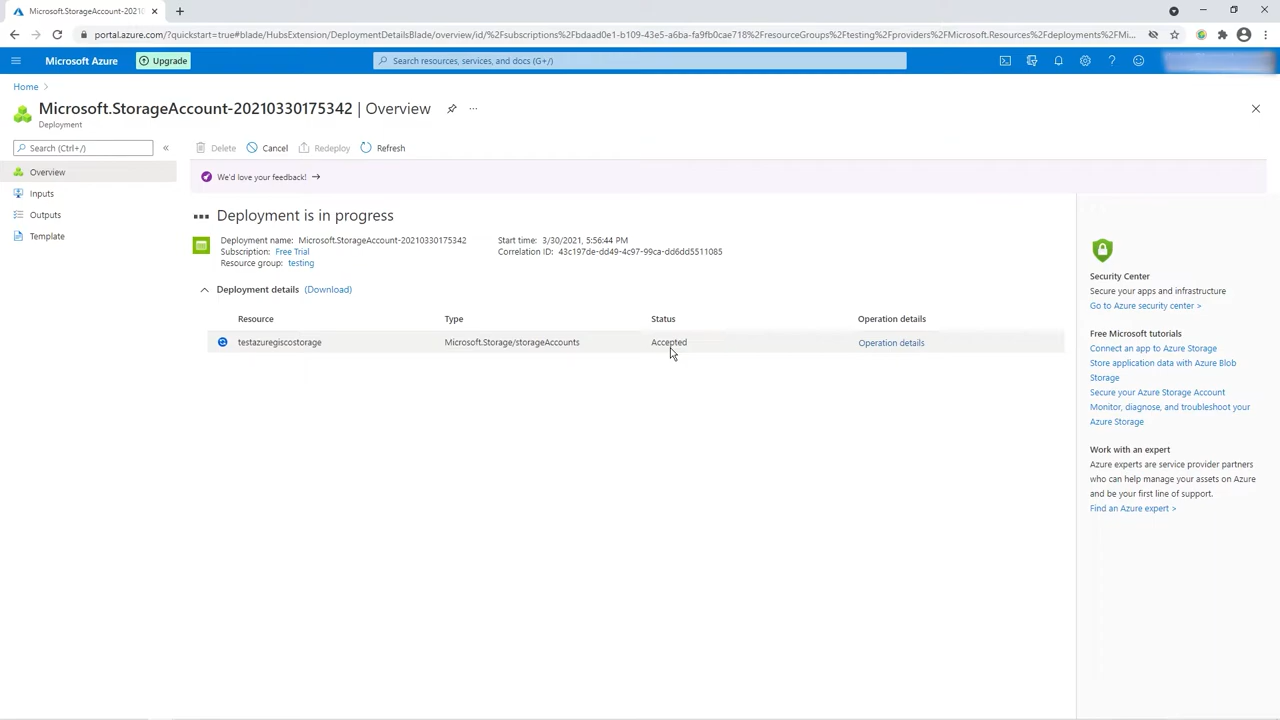 Microsoft.StorageAccount-20210330175342
portal.azure.com/?quickstart=true#blade/HubsExtension/DeploymentDetailsBlade/overview/id/%2Fsubscriptions%2Fbdaad0e1-b109-43e5-a6ba-fa9fb0cae718%2FresourceGroups%2Ftesting%2Fproviders%2FMicrosoft.Resources%2Fdeployments%2FMi...
Microsoft Azure
Upgrade
Search resources, services, and docs (G+/)
Home >
Microsoft.StorageAccount-20210330175342 | Overview
Deployment
Search (Ctrl+/)
«
Delete
Cancel
Redeploy
Refresh
Overview
Inputs
Outputs
Template
We'd love your feedback! →
Deployment is in progress
Deployment name: Microsoft.StorageAccount-20210330175342
Subscription: Free Trial
Resource group: testing
Start time: 3/30/2021, 5:56:44 PM
Correlation ID: 43c197de-dd49-4c97-99ca-dd6dd5511085
Deployment details (Download)
Resource Type Status Operation details
testazuregiscostorage Microsoft.Storage/storageAccounts Accepted Operation details
Security Center
Secure your apps and infrastructure
Go to Azure security center >
Free Microsoft tutorials
Connect an app to Azure Storage
Store application data with Azure Blob
Storage
Secure your Azure Storage Account
Monitor, diagnose, and troubleshoot your
Azure Storage
Work with an expert
Azure experts are service provider partners
who can help manage your assets on Azure
and be your first line of support.
Find an Azure expert >